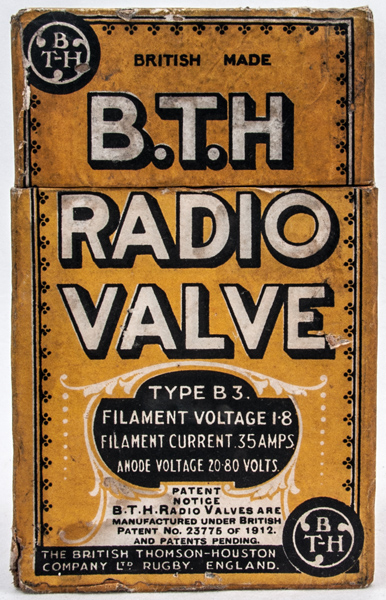 B
T-H
BRITISH MADE
B.T.H
RADIO
VALVE
TYPE B3.
FILAMENT VOLTAGE 1·8
FILAMENT CURRENT .35 AMPS
ANODE VOLTAGE 20·80 VOLTS.
PATENT
NOTICE
B.T.H. RADIO VALVES ARE
MANUFACTURED UNDER BRITISH
PATENT No. 23775 OF 1912.
AND PATENTS PENDING.
B
T-H
THE BRITISH THOMSON-HOUSTON
COMPANY LTD RUGBY. ENGLAND.